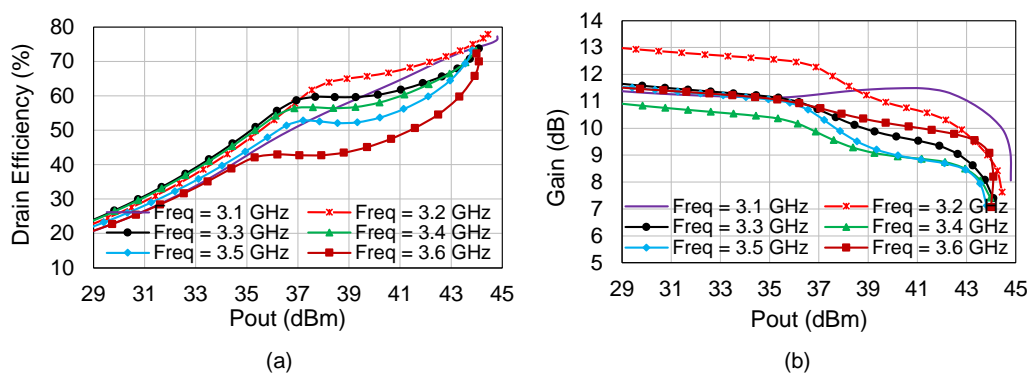 Drain Efficiency (%)
80
70
60
50
40
30
20
10
Freq = 3.1 GHz
Freq = 3.2 GHz
Freq = 3.3 GHz
Freq = 3.4 GHz
Freq = 3.5 GHz
Freq = 3.6 GHz
29 31 33 35 37 39 41 43 45
Pout (dBm)
(a)
Gain (dB)
14
13
12
11
10
9
8
7
6
5
Freq = 3.1 GHz
Freq = 3.2 GHz
Freq = 3.3 GHz
Freq = 3.4 GHz
Freq = 3.5 GHz
Freq = 3.6 GHz
29 31 33 35 37 39 41 43 45
Pout (dBm)
(b)